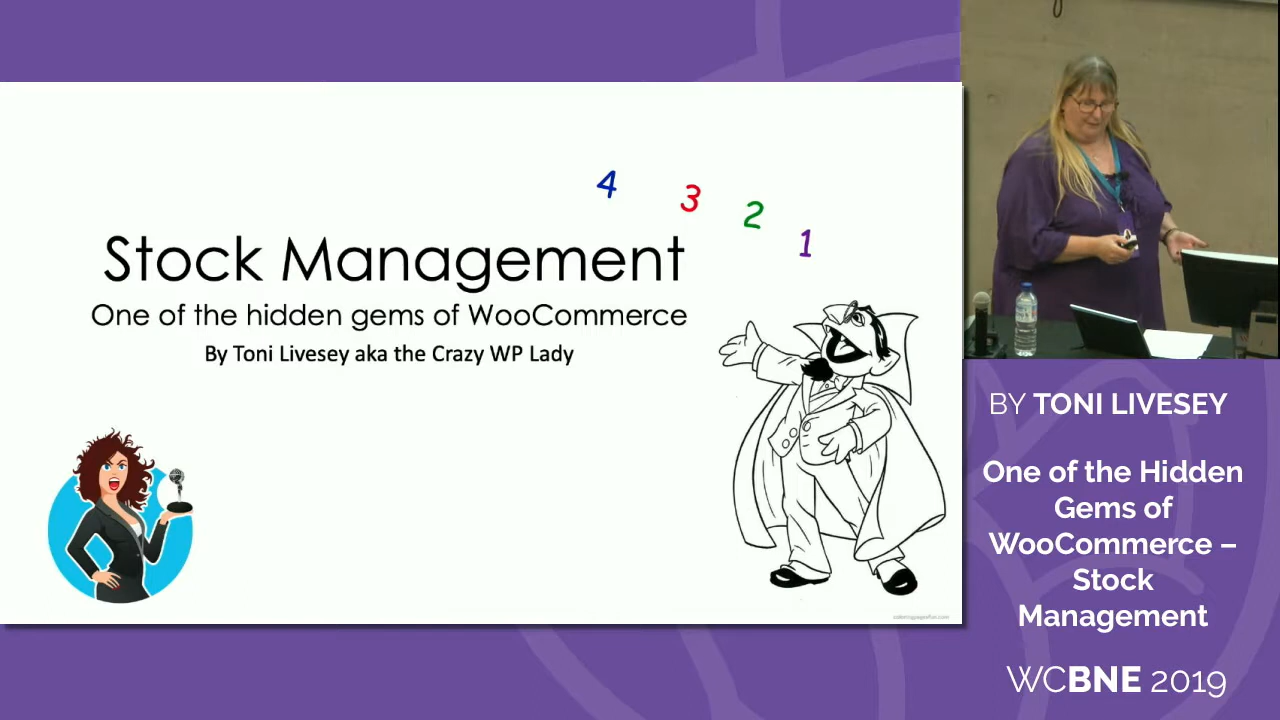 4 3 2 1
Stock Management
One of the hidden gems of WooCommerce
By Toni Livesey aka the Crazy WP Lady
BY TONI LIVESEY
One of the Hidden
Gems of
WooCommerce –
Stock
Management
WCBNE 2019